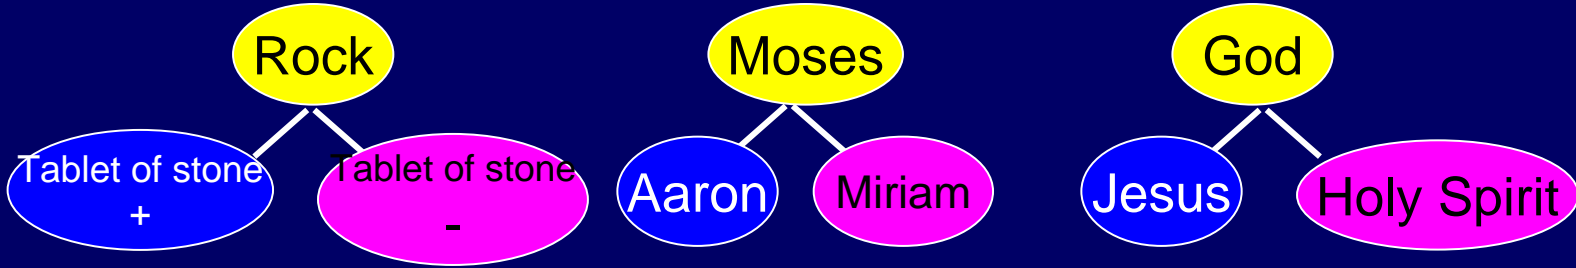 Rock
Moses
God
Tablet of stone
+
Tablet of stone
-
Aaron
Miriam
Jesus
Holy Spirit